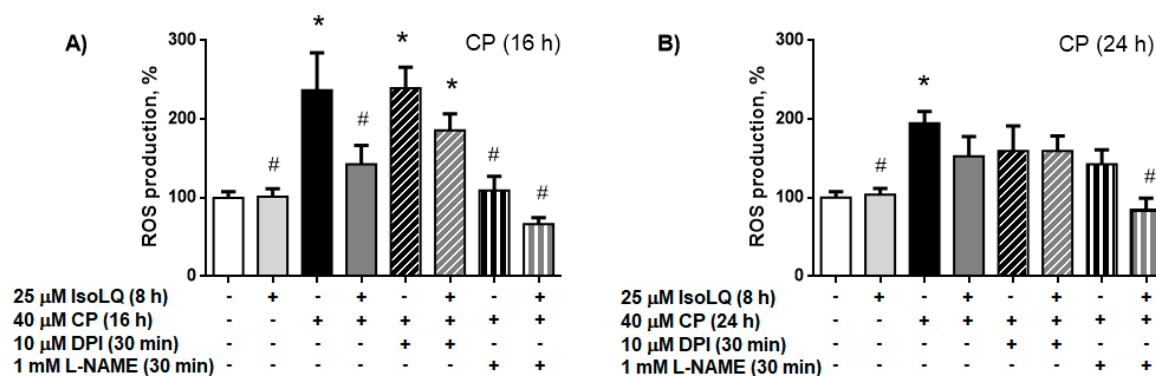 A) CP (16 h)
ROS production, %
300
200
100
0
* # * * # #
#
25 µM IsoLQ (8 h) - + - + - + - +
40 µM CP (16 h) - - + + + + + +
10 µM DPI (30 min) - - - - + + - -
1 mM L-NAME (30 min) - - - - - - + +
B) CP (24 h)
ROS production, %
300
200
100
0
* # #
25 µM IsoLQ (8 h) - + - + - + - +
40 µM CP (24 h) - - + + + + + +
10 µM DPI (30 min) - - - - + + - -
1 mM L-NAME (30 min) - - - - - - + +